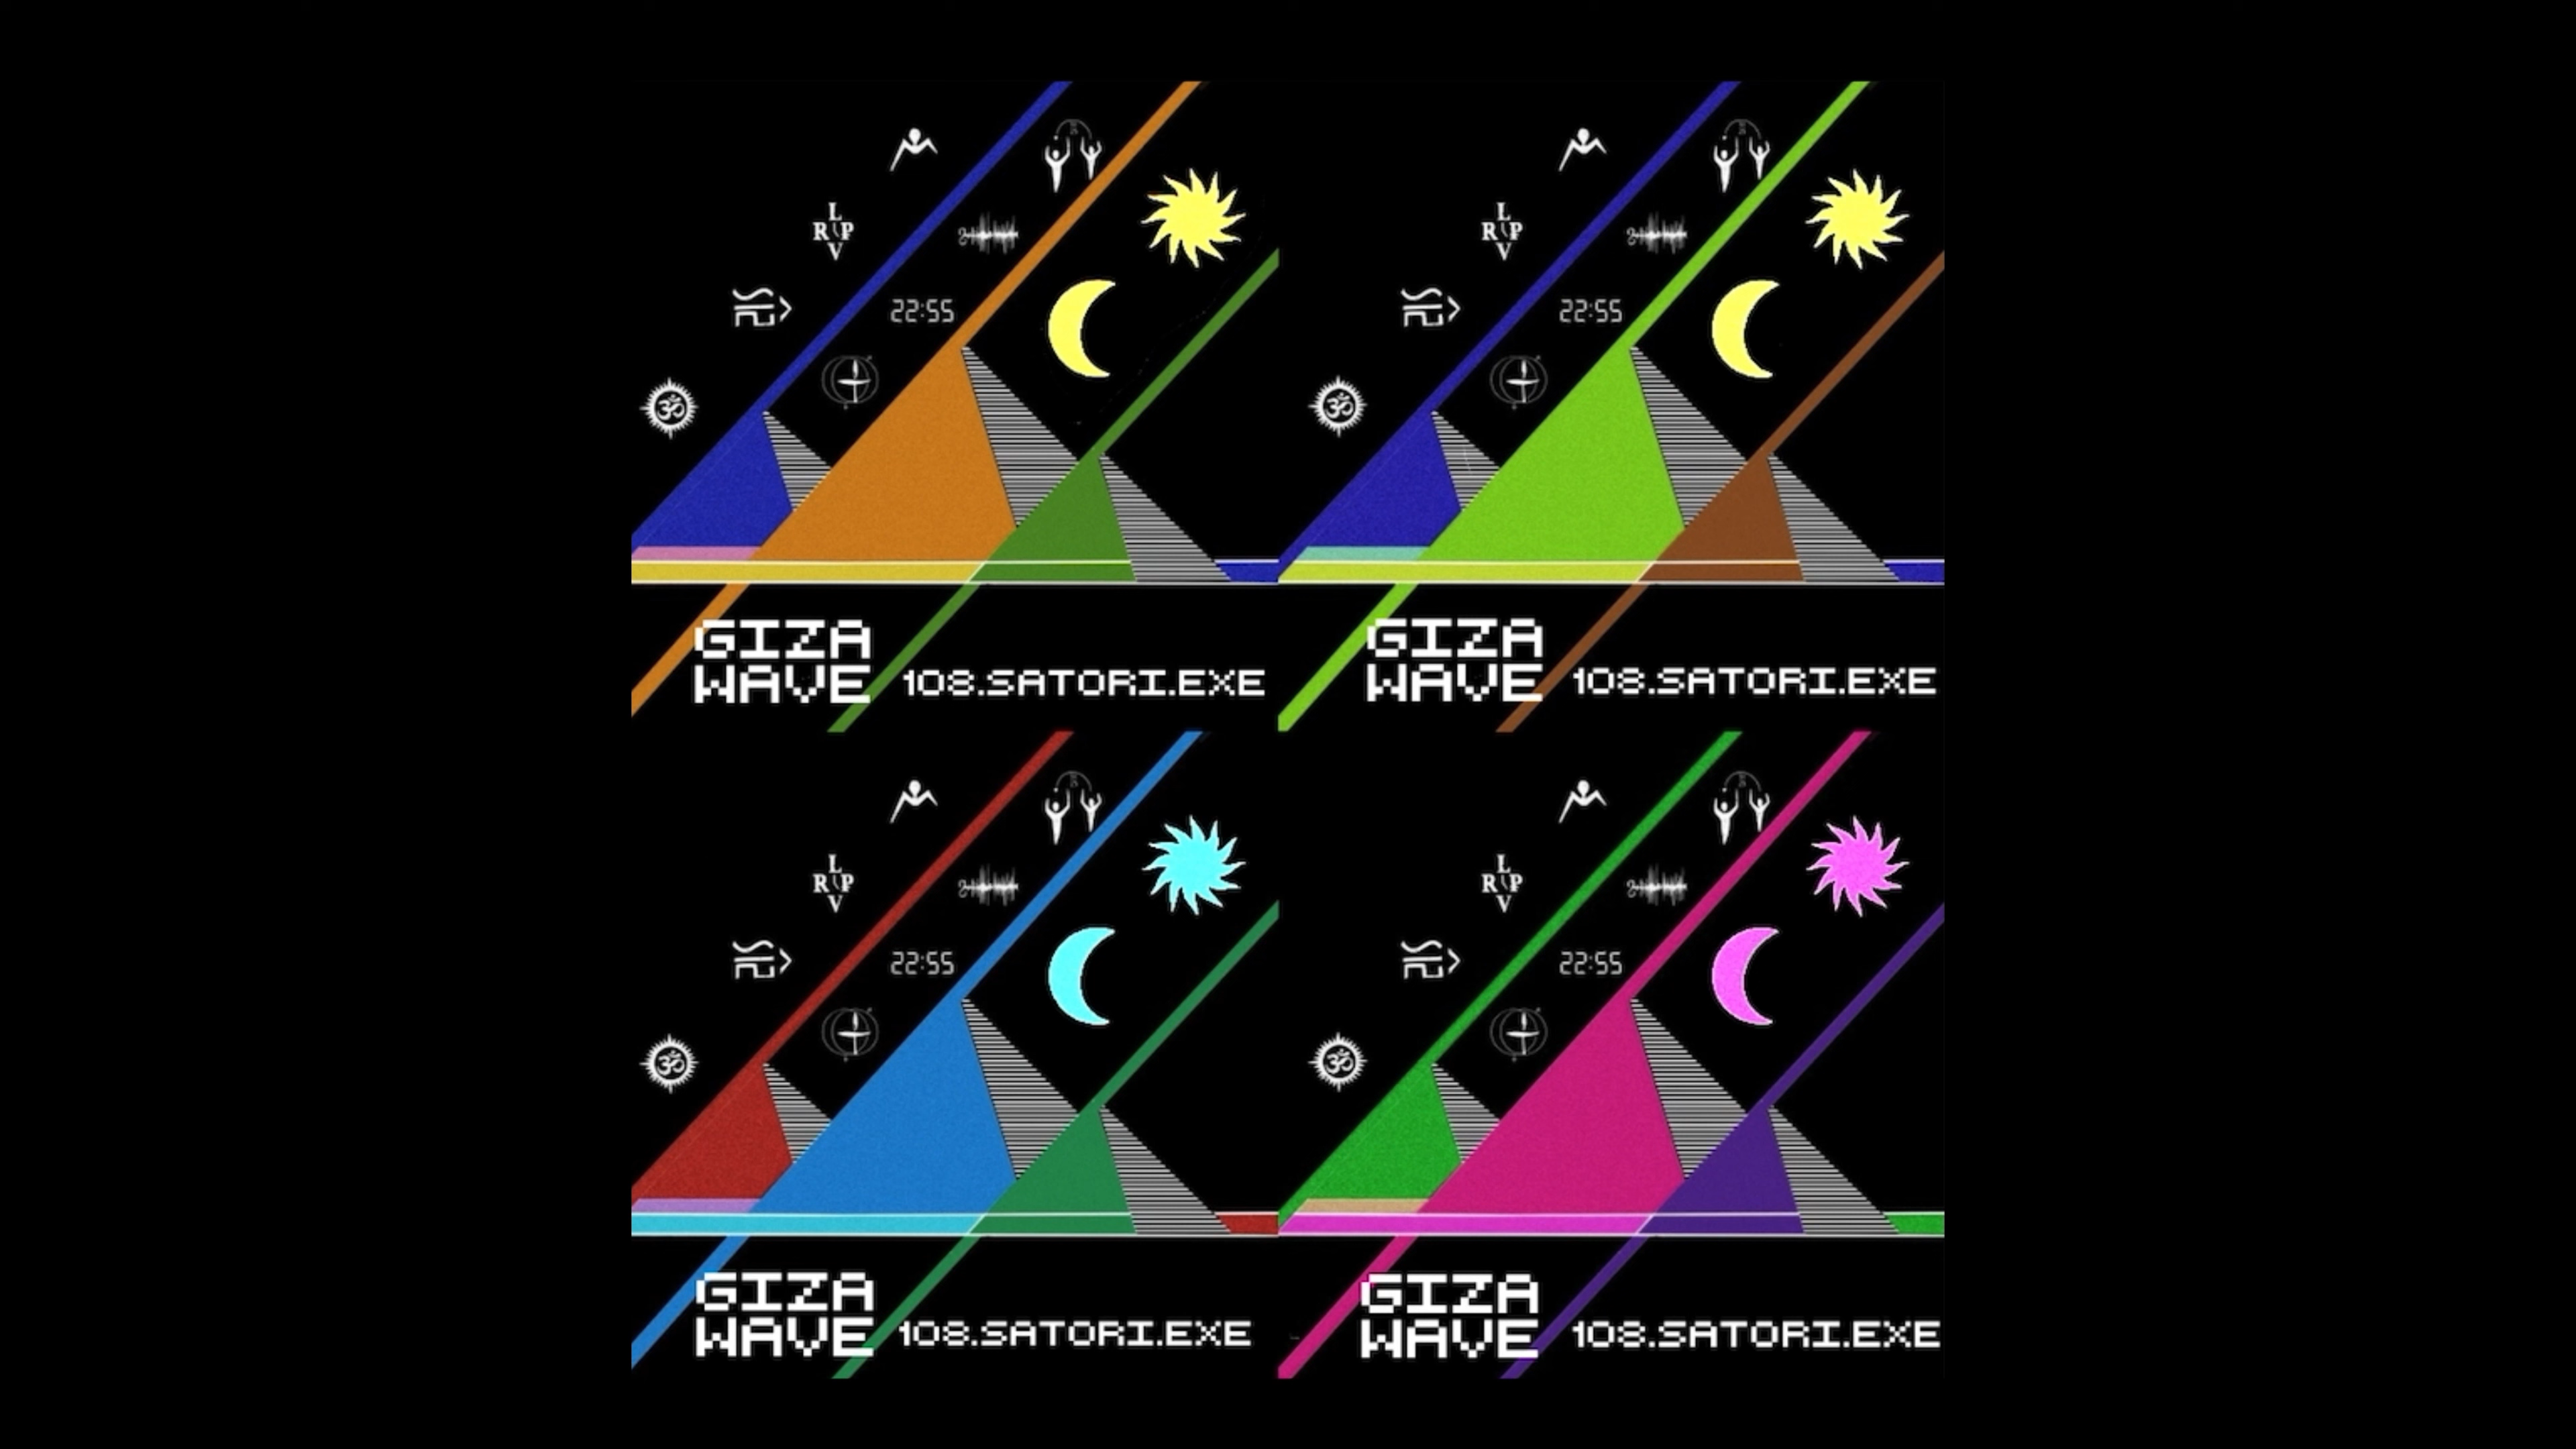 L
R V P
V
22:55
ॐ
GIZA
WAVE
108.SATORI.EXE
L
R V P
V
22:55
ॐ
GIZA
WAVE
108.SATORI.EXE
L
R V P
V
22:55
ॐ
GIZA
WAVE
108.SATORI.EXE
L
R V P
V
22:55
ॐ
GIZA
WAVE
108.SATORI.EXE